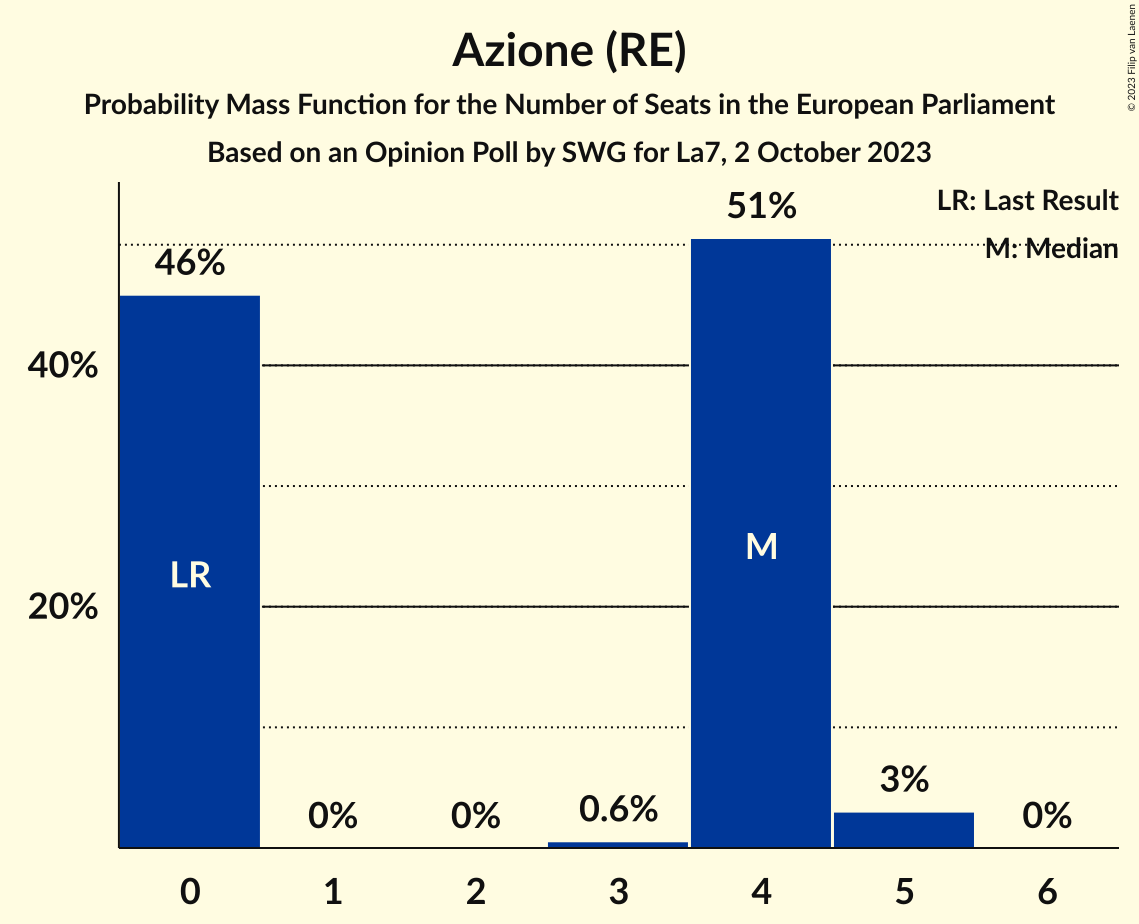 Azione (RE)
Probability Mass Function for the Number of Seats in the European Parliament
Based on an Opinion Poll by SWG for La7, 2 October 2023
© 2023 Filip van Laenen
LR: Last Result
M: Median
51%
46%
40%
LR
M
20%
0%
0%
0.6%
3%
0%
0 1 2 3 4 5 6